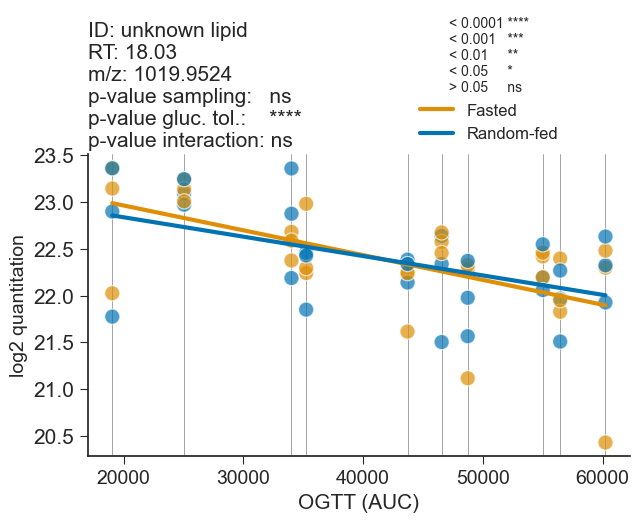 ID: unknown lipid
RT: 18.03
m/z: 1019.9524
p-value sampling: ns
p-value gluc. tol.: ****
p-value interaction: ns
< 0.0001 ****
< 0.001 ***
< 0.01 **
< 0.05 *
> 0.05 ns
Fasted
Random-fed
log2 quantitation
23.5
23.0
22.5
22.0
21.5
21.0
20.5
20000 30000 40000 50000 60000
OGTT (AUC)